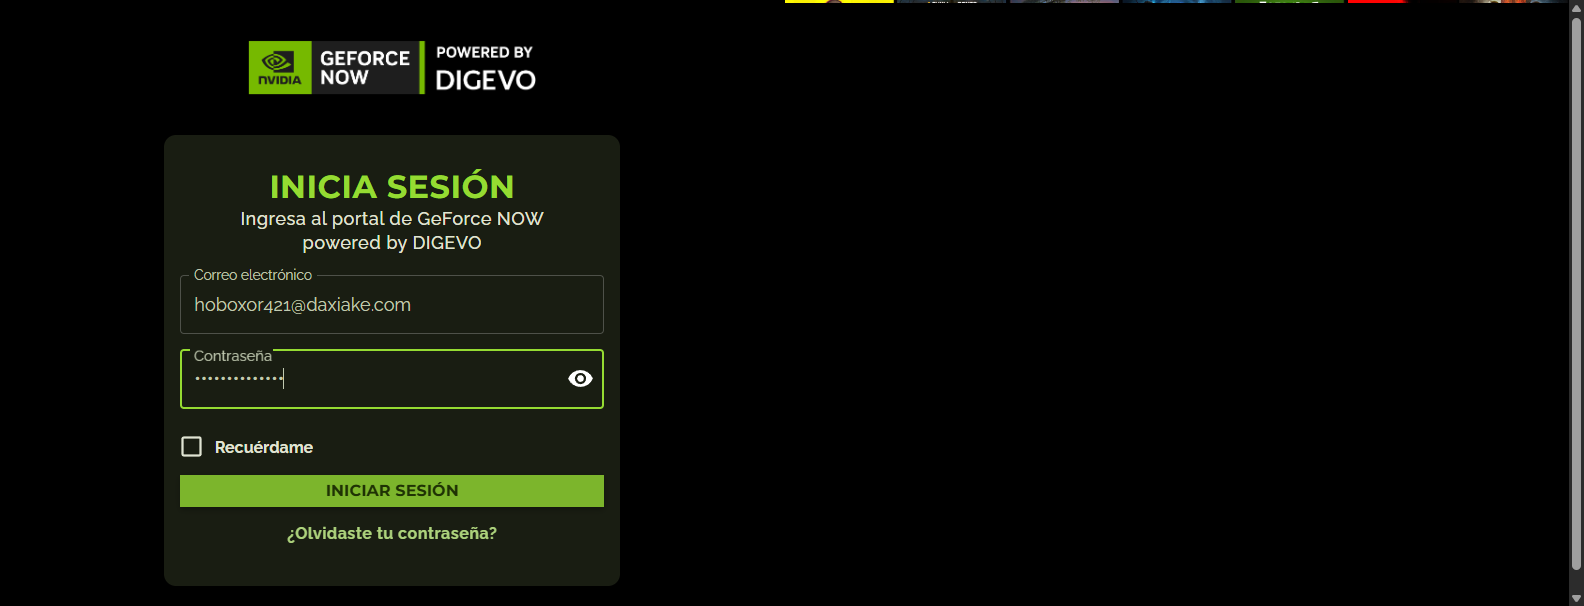 NVIDIA
GEFORCE
NOW
POWERED BY
DIGEVO
INICIA SESIÓN
Ingresa al portal de GeForce NOW
powered by DIGEVO
Correo electrónico
hoboxor421@daxiake.com
Contraseña
••••••••••••••
Recuérdame
INICIAR SESIÓN
¿Olvidaste tu contraseña?